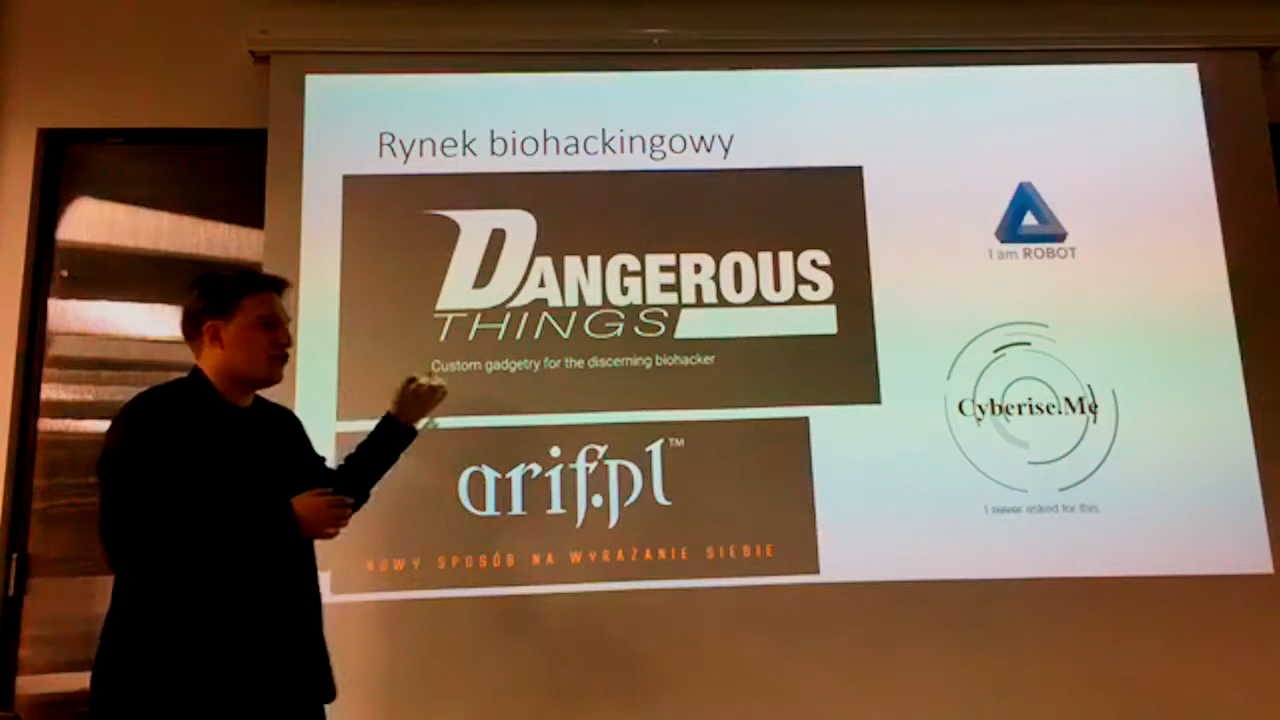 Rynek biohackingowy
DANGEROUS
THINGS
Custom gadgetry for the discerning biohacker
arif.pl™
NOWY SPOSÓB NA WYRAŻANIE SIEBIE
I am ROBOT
Cyberise.Me
I never asked for this.